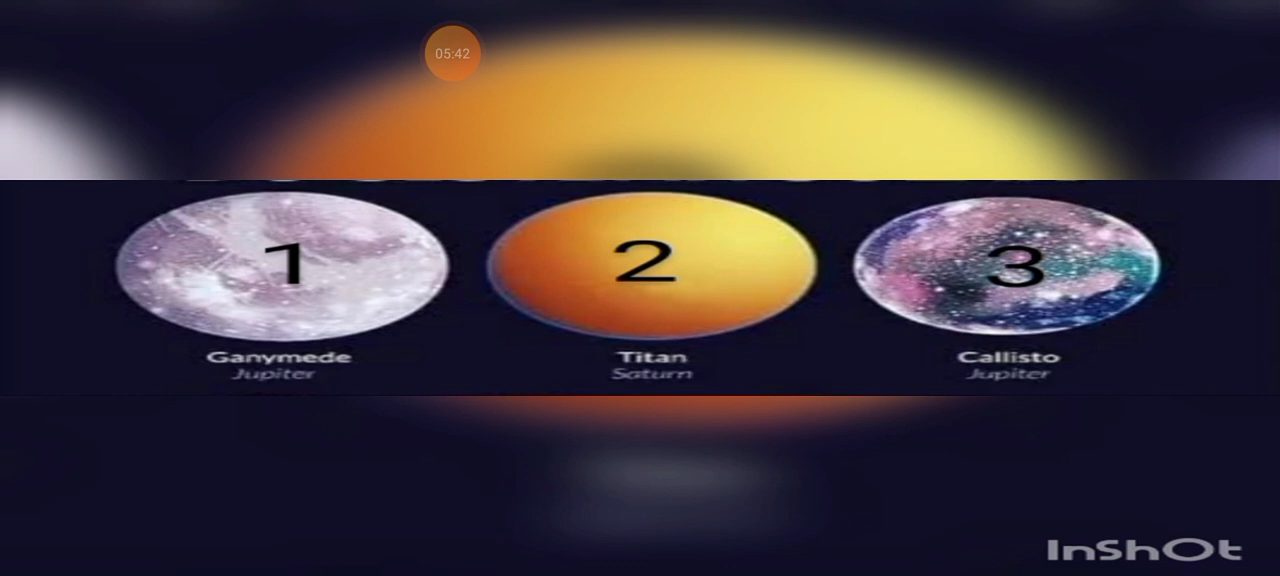 05:42
1
2
3
Ganymede
Jupiter
Titan
Saturn
Callisto
Jupiter
InShOt